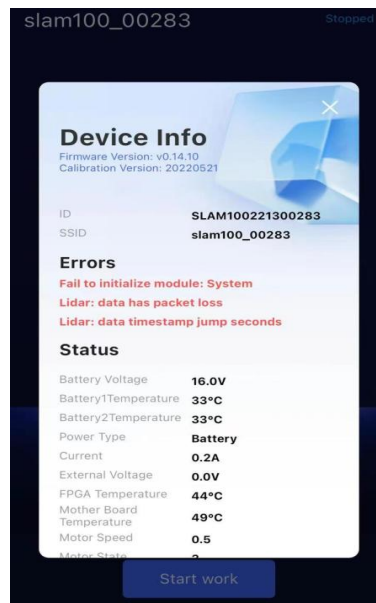 slam100_00283
Stopped
Device Info
Firmware Version: v0.14.10
Calibration Version: 20220521
ID SLAM100221300283
SSID slam100_00283
Errors
Fail to initialize module: System
Lidar: data has packet loss
Lidar: data timestamp jump seconds
Status
Battery Voltage 16.0V
Battery1Temperature 33°C
Battery2Temperature 33°C
Power Type Battery
Current 0.2A
External Voltage 0.0V
FPGA Temperature 44°C
Mother Board
Temperature 49°C
Motor Speed 0.5
Motor State
Start work